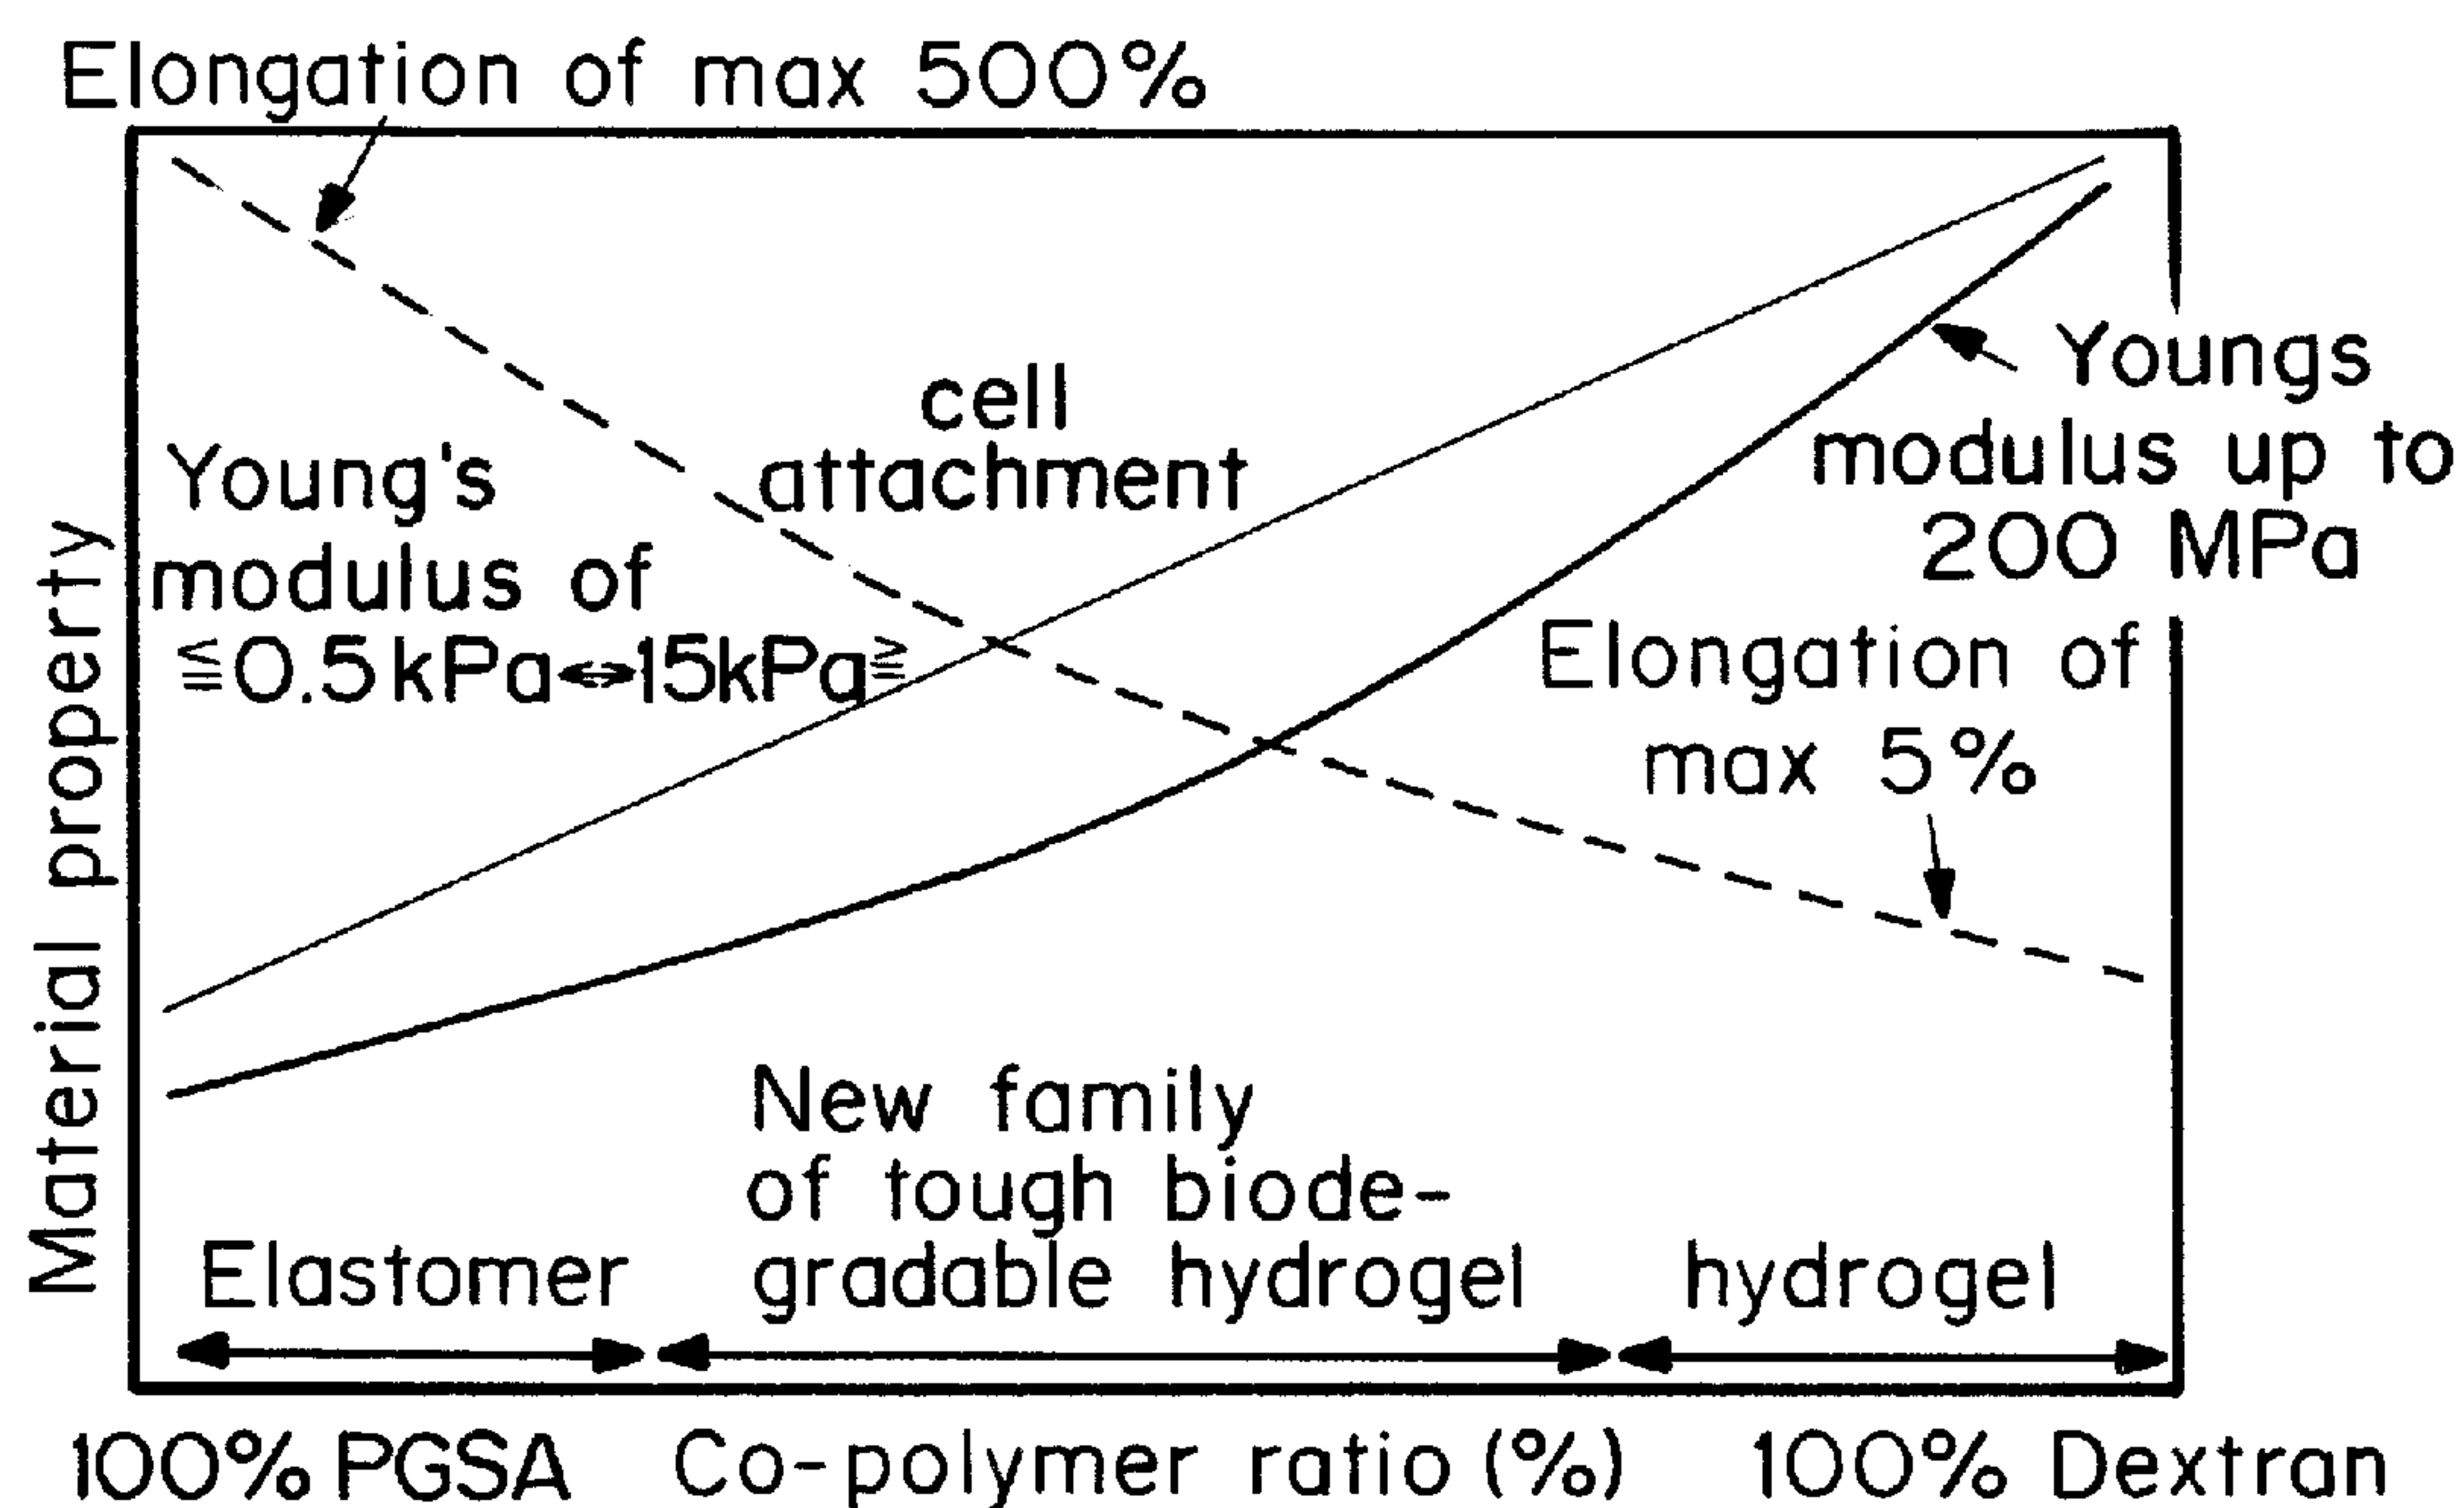 Elongation of max 500%
cell
attachment
Young's
modulus of
≦0.5kPa⇔15kPa≧
Youngs
modulus up to
200 MPa
Elongation of
max 5%
Material property
New family
of tough biode-
gradable hydrogel
Elastomer
hydrogel
100% PGSA
Co-polymer ratio (%)
100% Dextran